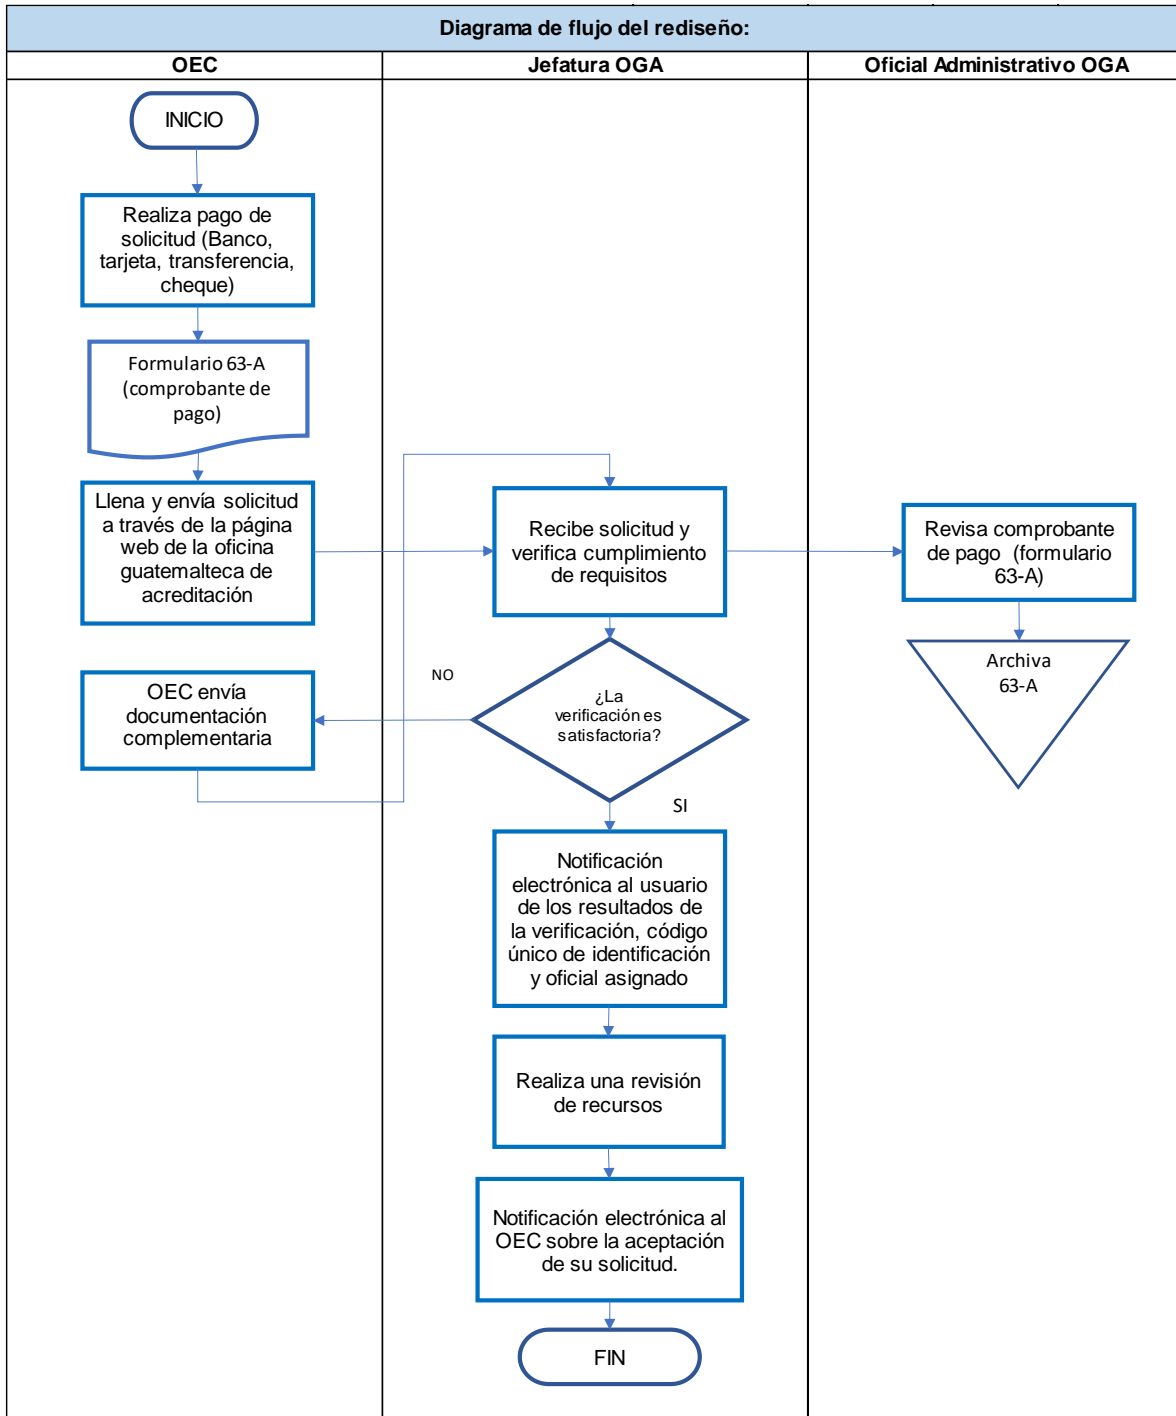 Diagrama de flujo del rediseño:
OEC
Jefatura OGA
Oficial Administrativo OGA
INICIO
Realiza pago de
solicitud (Banco,
tarjeta, transferencia,
cheque)
Formulario 63-A
(comprobante de
pago)
Llena y envía solicitud
a través de la página
web de la oficina
guatemalteca de
acreditación
Recibe solicitud y
verifica cumplimiento
de requisitos
Revisa comprobante
de pago (formulario
63-A)
Archiva
63-A
OEC envía
documentación
complementaria
NO
¿La
verificación es
satisfactoria?
SI
Notificación
electrónica al usuario
de los resultados de
la verificación, código
único de identificación
y oficial asignado
Realiza una revisión
de recursos
Notificación electrónica al
OEC sobre la aceptación
de su solicitud.
FIN